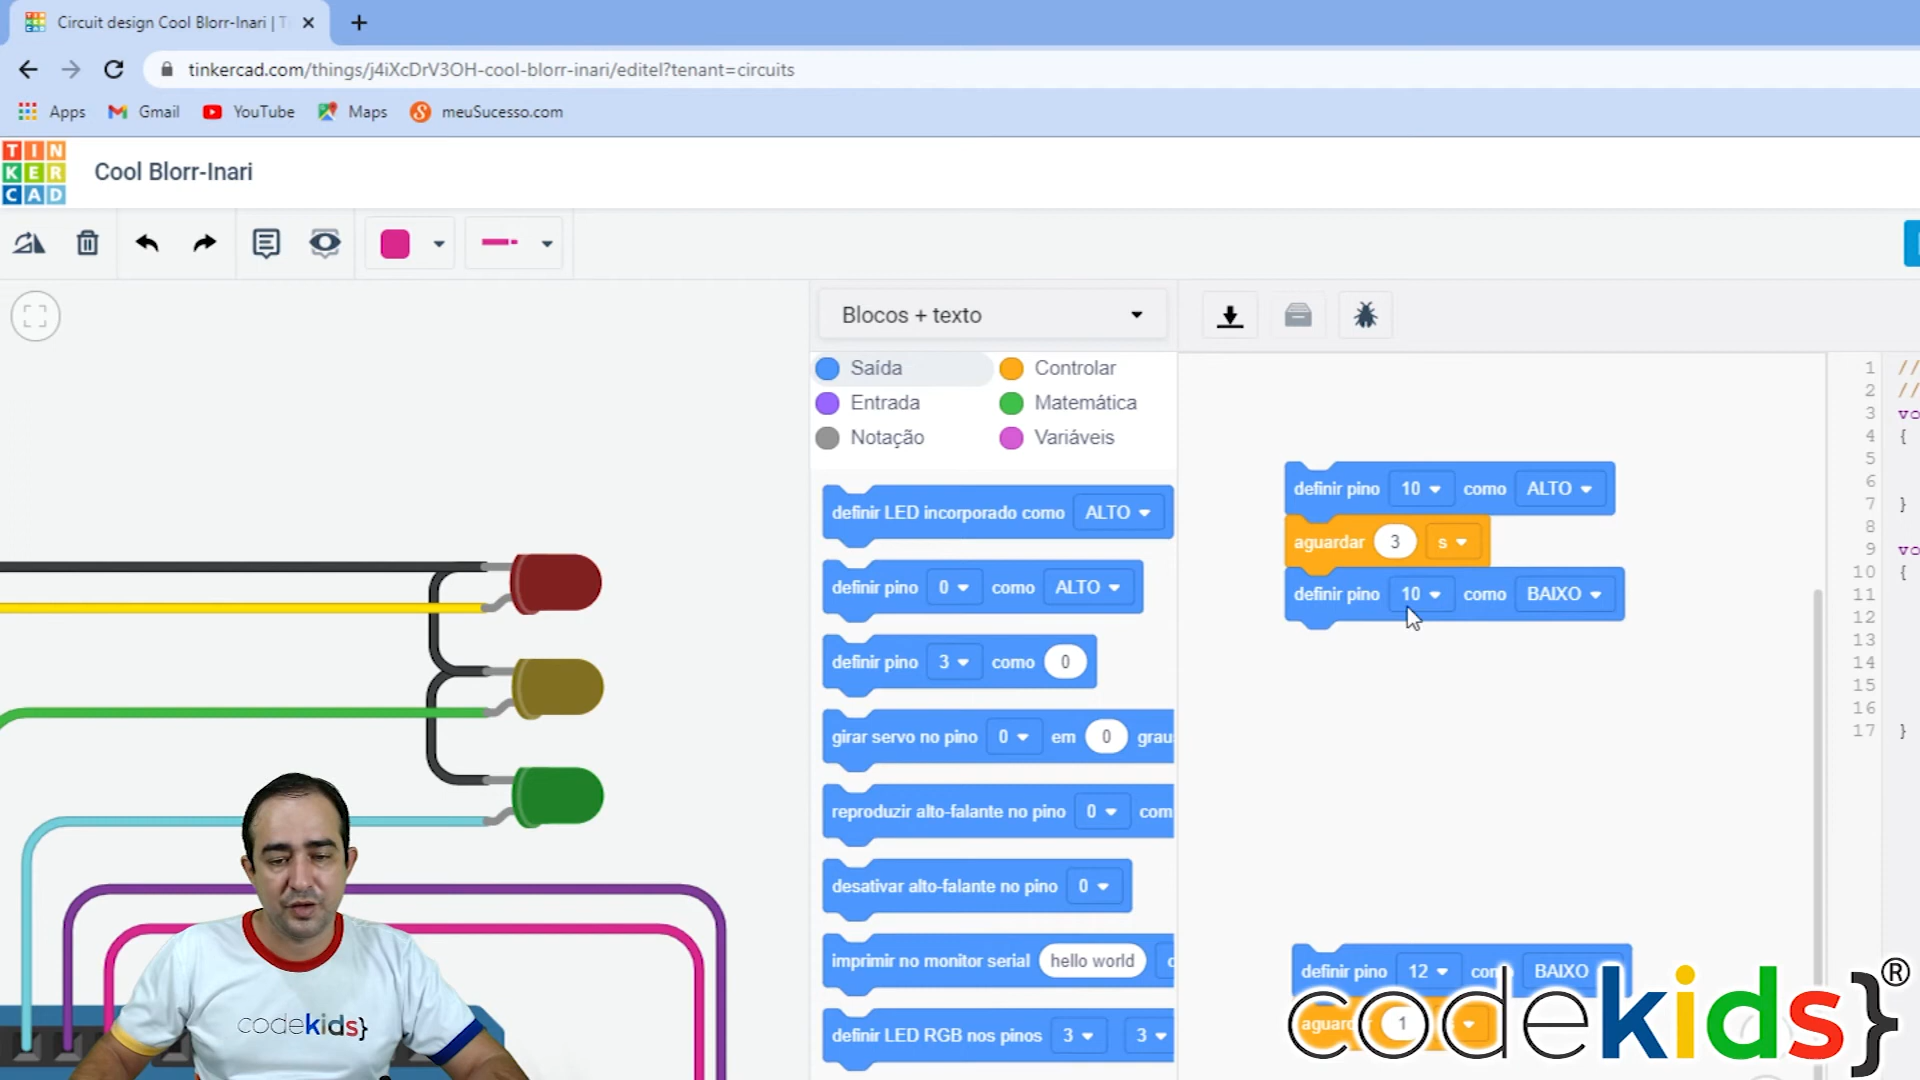 Circuit design Cool Blorr-Inari | T
tinkercad.com/things/j4iXcDrV3OH-cool-blorr-inari/editel?tenant=circuits
Apps Gmail YouTube Maps meuSucesso.com
TIN
KER
CAD
Cool Blorr-Inari
Blocos + texto
Saída Controlar
Entrada Matemática
Notação Variáveis
definir LED incorporado como ALTO
definir pino 0 como ALTO
definir pino 3 como 0
girar servo no pino 0 em 0 grau
reproduzir alto-falante no pino 0 com
desativar alto-falante no pino 0
imprimir no monitor serial hello world
definir LED RGB nos pinos 3 3
definir pino 10 como ALTO
aguardar 3 s
definir pino 10 como BAIXO
definir pino 12 com BAIXO
aguar 1
1 //
2 //
3 vo
4 {
5
6
7 }
8
9 vo
10 {
11
12
13
14
15
16
17 }
codekids}
codekids}®